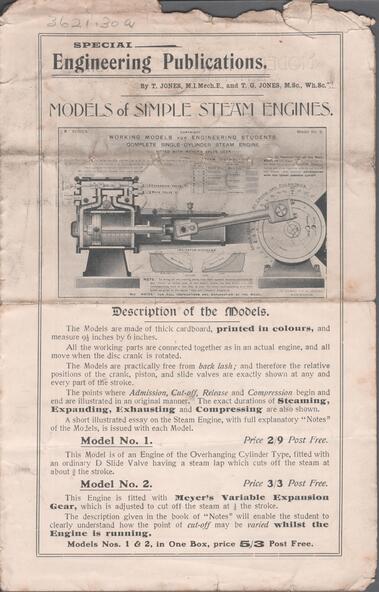 3621.30a
SPECIAL
Engineering Publications.
By T. JONES, M.I.Mech.E., and T. G. JONES, M.Sc., Wh.Sc.
MODELS of SIMPLE STEAM ENGINES.
COPYRIGHT
Model No. 2.
WORKING MODELS FOR ENGINEERING STUDENTS.
COMPLETE SINGLE-CYLINDER STEAM ENGINE
FITTED WITH MEYER'S VALVE GEAR.
Description of the Models.
The Models are made of thick cardboard, printed in colours, and
measure 9½ inches by 6 inches.
All the working parts are connected together as in an actual engine, and all
move when the disc crank is rotated.
The Models are practically free from back lash; and therefore the relative
positions of the crank, piston, and slide valves are exactly shown at any and
every part of the stroke.
The points where Admission, Cut-off, Release and Compression begin and
end are illustrated in an original manner. The exact durations of Steaming,
Expanding, Exhausting and Compressing are also shown.
A short illustrated essay on the Steam Engine, with full explanatory "Notes"
of the Models, is issued with each Model.
Model No. 1. Price 2/9 Post Free.
This Model is of an Engine of the Overhanging Cylinder Type, fitted with
an ordinary D Slide Valve having a steam lap which cuts off the steam at
about the stroke.
Model No. 2. Price 3/3 Post Free.
This Engine is fitted with Meyer's Variable Expansion
Gear, which is adjusted to cut off the steam at the stroke.
The description given in the book of "Notes" will enable the student to
clearly understand how the point of cut-off may be varied whilst the
Engine is running.
Models Nos. 1 & 2, in One Box, price 5/3 Post Free.